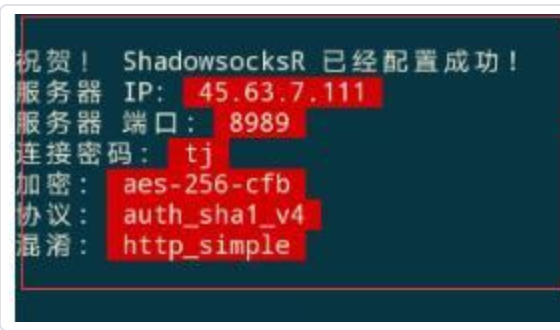 祝贺! ShadowsocksR 已经配置成功!
服务器 IP: 45.63.7.111
服务器 端口: 8989
连接密码: tj
加密: aes-256-cfb
协议: auth_sha1_v4
混淆: http_simple